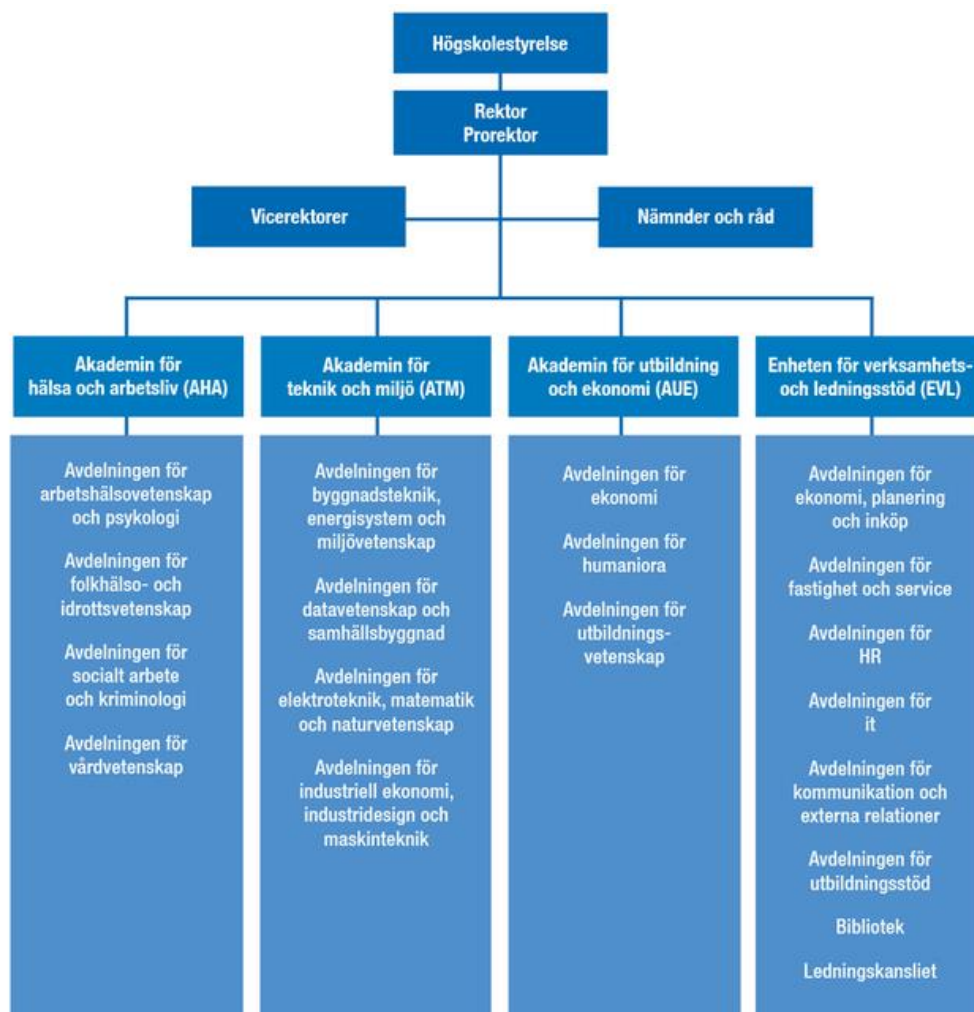 Högskolestyrelse
Rektor
Prorektor
Vicerektorer
Nämnder och råd
Akademin för
hälsa och arbetsliv (AHA)
Avdelningen för
arbetshälsovetenskap
och psykologi
Avdelningen för
folkhälso- och
idrottsvetenskap
Avdelningen för
socialt arbete
och kriminologi
Avdelningen för
vårdvetenskap
Akademin för
teknik och miljö (ATM)
Avdelningen för
byggnadsteknik,
energisystem och
miljövetenskap
Avdelningen för
datavetenskap och
samhällsbyggnad
Avdelningen för
elektroteknik, matematik
och naturvetenskap
Avdelningen för
industriell ekonomi,
industridesign och
maskinteknik
Akademin för utbildning
och ekonomi (AUE)
Avdelningen för
ekonomi
Avdelningen för
humaniora
Avdelningen för
utbildnings-
vetenskap
Enheten för verksamhets-
och ledningsstöd (EVL)
Avdelningen för
ekonomi, planering
och inköp
Avdelningen för
fastighet och service
Avdelningen för
HR
Avdelningen för
it
Avdelningen för
kommunikation och
externa relationer
Avdelningen för
utbildningsstöd
Bibliotek
Ledningskansliet